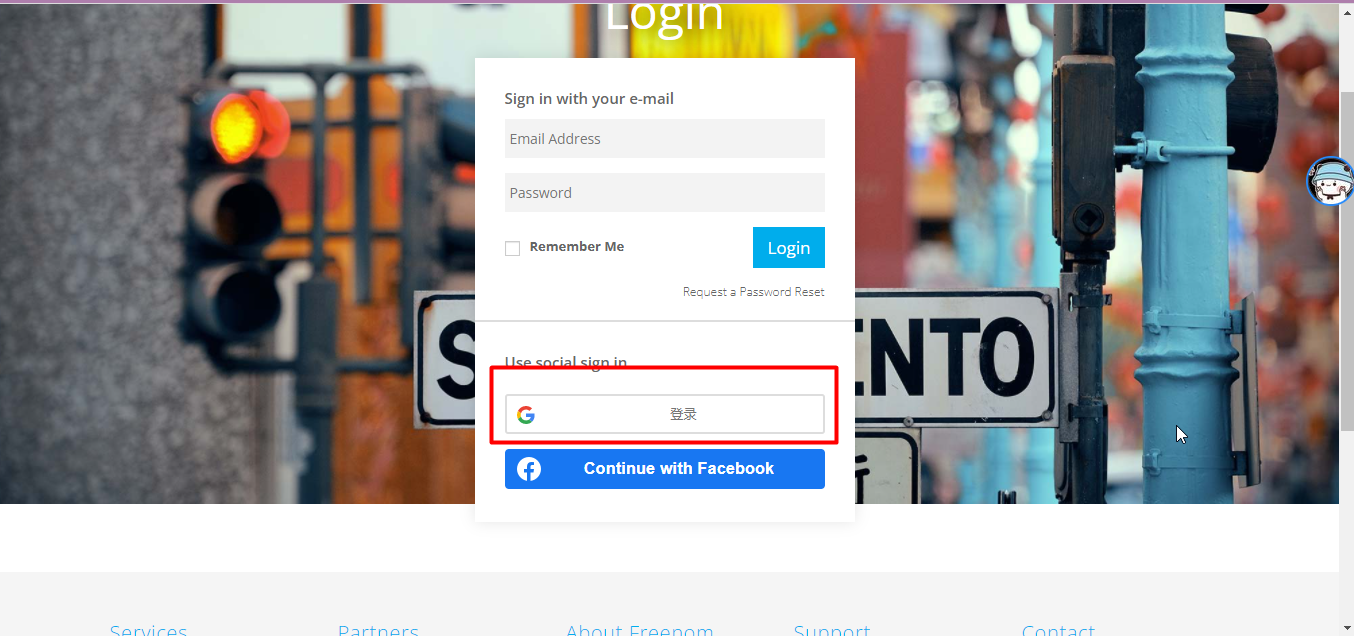 Login
Sign in with your e-mail
Email Address
Password
Remember Me
Login
Request a Password Reset
Use social sign in
登录
Continue with Facebook
ENTO
Services
Partners
About Freenom
Support
Contact